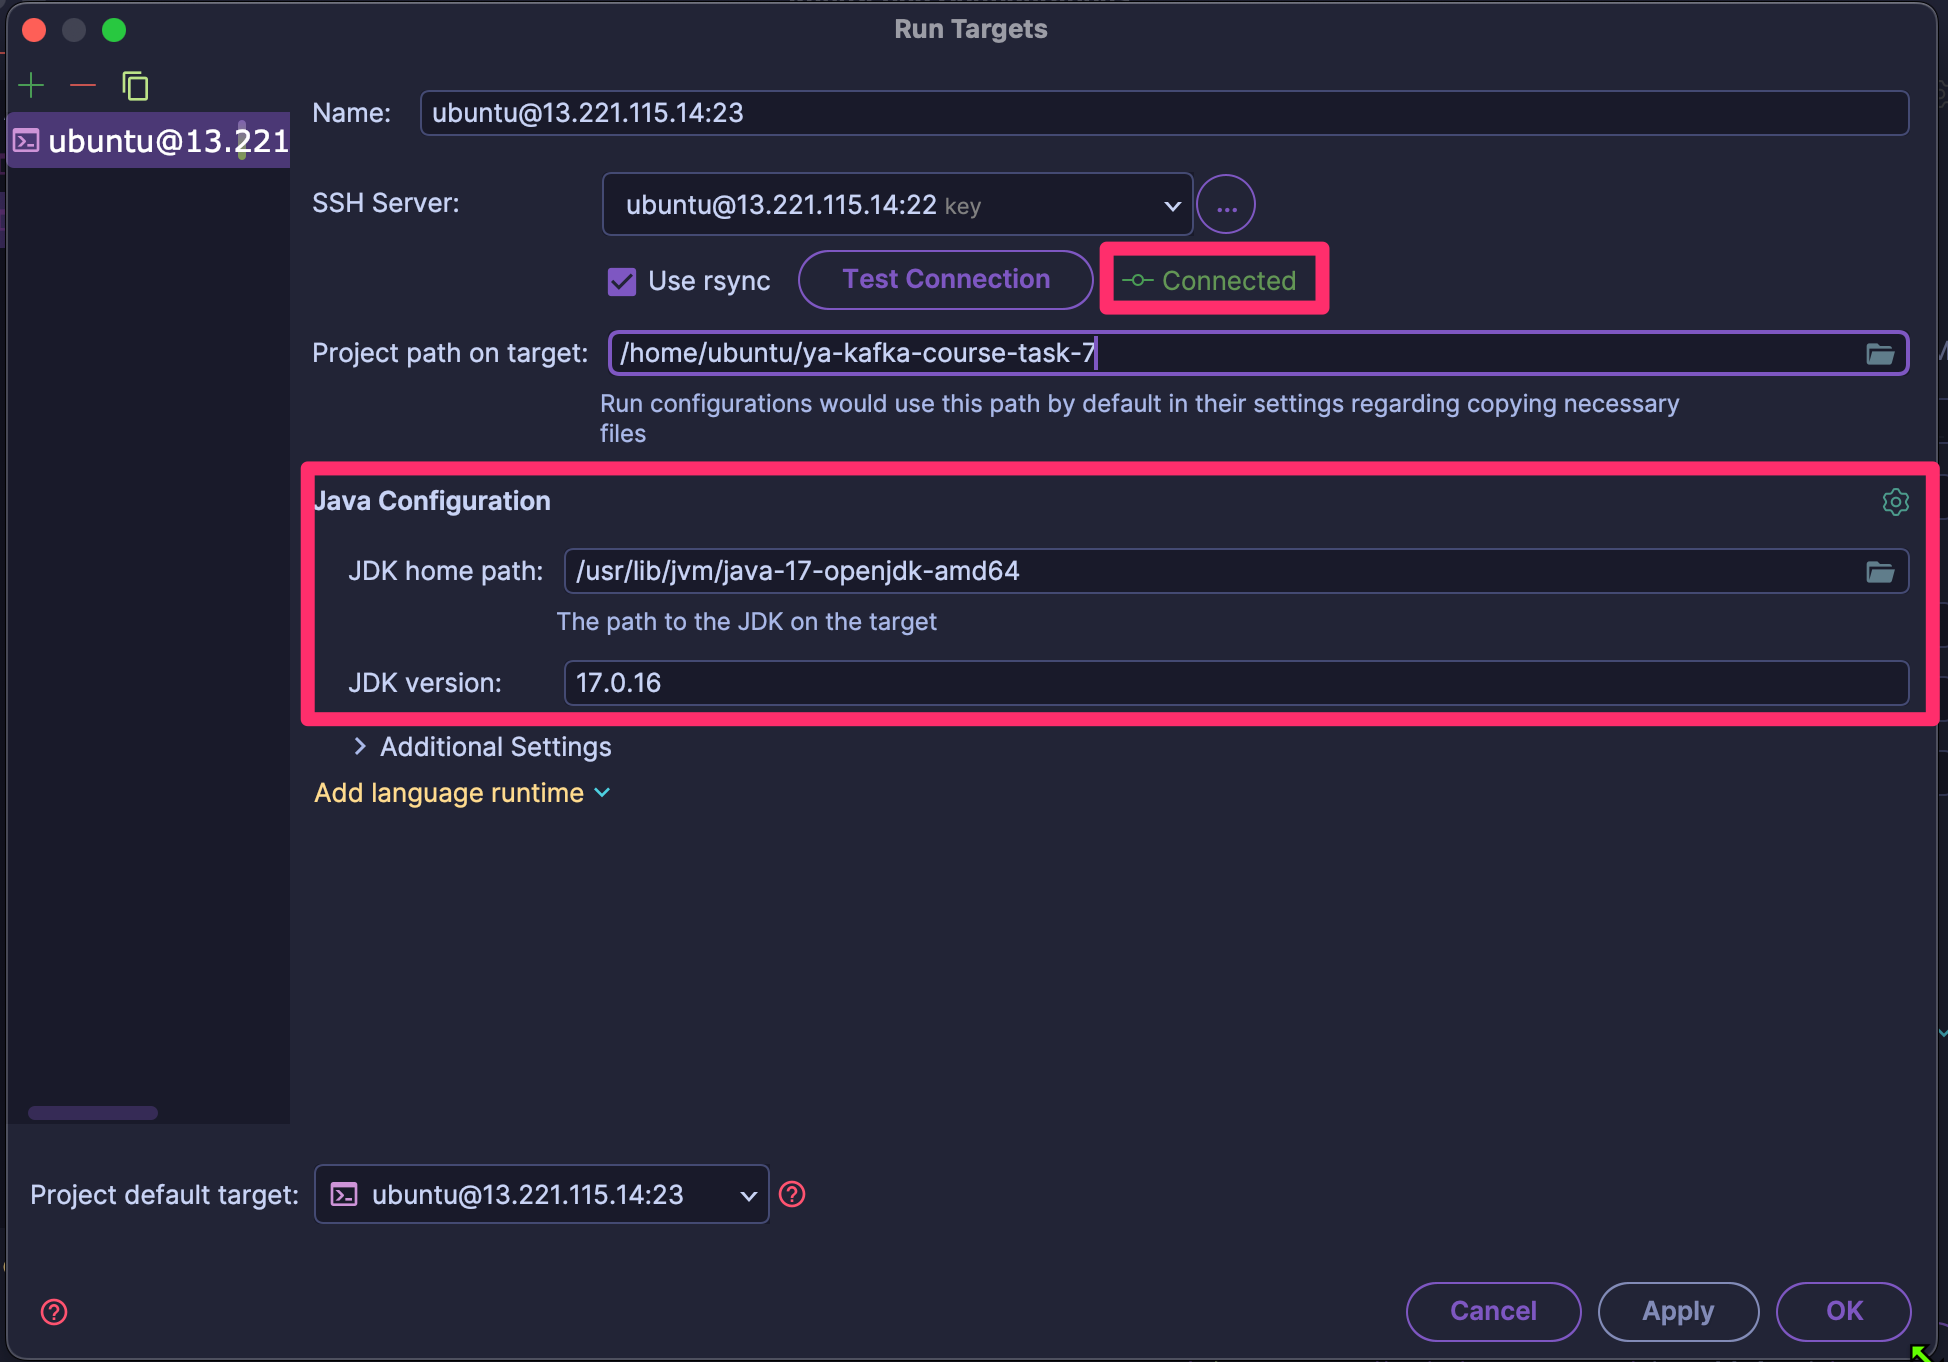 Run Targets
ubuntu@13.221
Name: ubuntu@13.221.115.14:23
SSH Server: ubuntu@13.221.115.14:22 key ...
Use rsync Test Connection Connected
Project path on target: /home/ubuntu/ya-kafka-course-task-7
Run configurations would use this path by default in their settings regarding copying necessary
files
Java Configuration
JDK home path: /usr/lib/jvm/java-17-openjdk-amd64
The path to the JDK on the target
JDK version: 17.0.16
Additional Settings
Add language runtime
Project default target: ubuntu@13.221.115.14:23 ?
? Cancel Apply OK